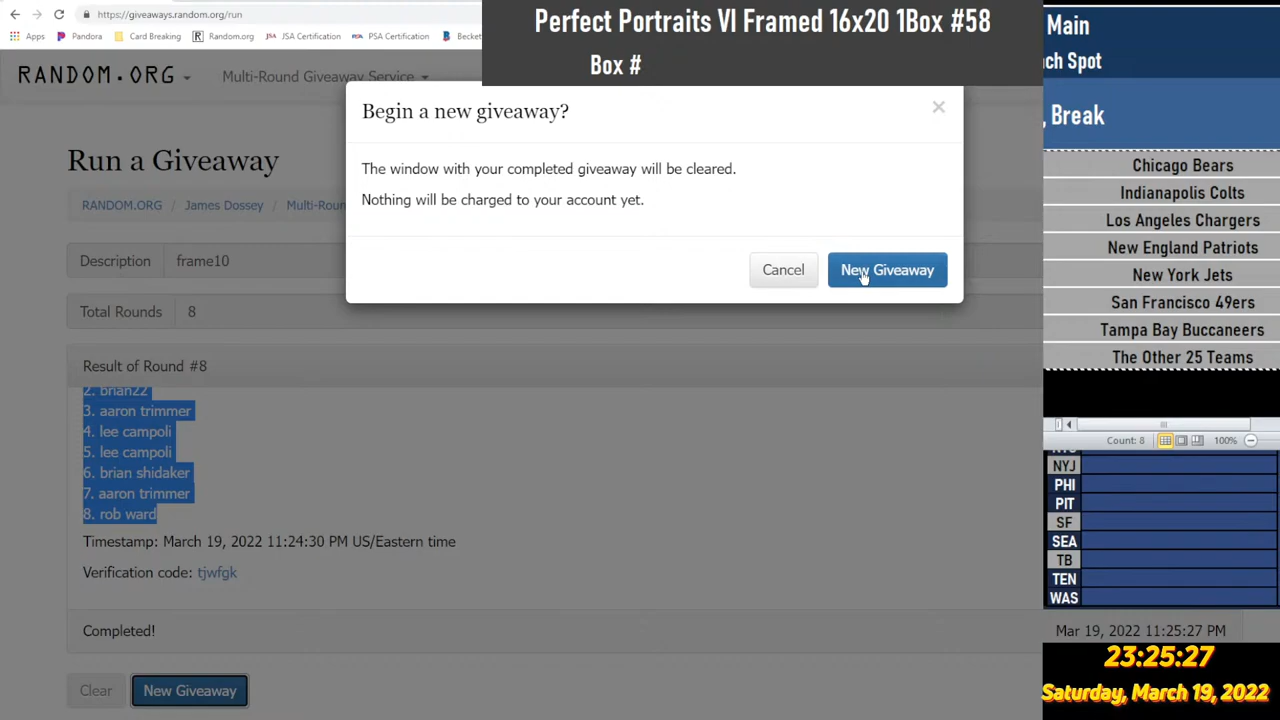 https://giveaways.random.org/run
Apps
Pandora
Card Breaking
Random.org
JSA Certification
PSA Certification
Beckett
Perfect Portraits VI Framed 16x20 1Box #58
Box #
RANDOM.ORG
Multi-Round Giveaway Service
Begin a new giveaway?
×
The window with your completed giveaway will be cleared.
Nothing will be charged to your account yet.
Cancel
New Giveaway
Run a Giveaway
RANDOM.ORG / James Dossey / Multi-Roun
Description frame10
Total Rounds 8
Result of Round #8
2. brian22
3. aaron trimmer
4. lee campoli
5. lee campoli
6. brian shidaker
7. aaron trimmer
8. rob ward
Timestamp: March 19, 2022 11:24:30 PM US/Eastern time
Verification code: tjwfgk
Completed!
Clear
New Giveaway
Main
ch Spot
, Break
Chicago Bears
Indianapolis Colts
Los Angeles Chargers
New England Patriots
New York Jets
San Francisco 49ers
Tampa Bay Buccaneers
The Other 25 Teams
Count: 8
100%
NYJ
PHI
PIT
SF
SEA
TB
TEN
WAS
Mar 19, 2022 11:25:27 PM
23:25:27
Saturday, March 19, 2022